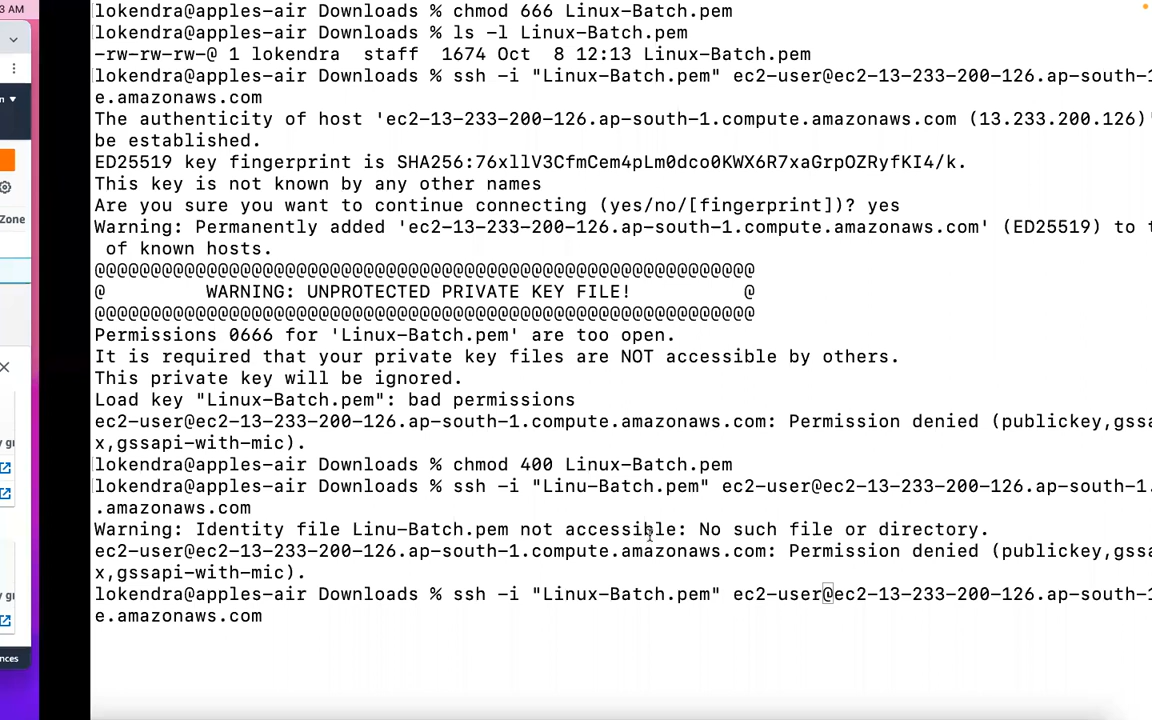 3 AM
n ▾
Zone
y gı
y gı
nces
lokendra@apples-air Downloads % chmod 666 Linux-Batch.pem
lokendra@apples-air Downloads % ls -l Linux-Batch.pem
-rw-rw-rw-@ 1 lokendra  staff  1674 Oct  8 12:13 Linux-Batch.pem
lokendra@apples-air Downloads % ssh -i "Linux-Batch.pem" ec2-user@ec2-13-233-200-126.ap-south-1
e.amazonaws.com
The authenticity of host 'ec2-13-233-200-126.ap-south-1.compute.amazonaws.com (13.233.200.126)'
be established.
ED25519 key fingerprint is SHA256:76xllV3CfmCem4pLm0dco0KWX6R7xaGrpOZRyfKI4/k.
This key is not known by any other names
Are you sure you want to continue connecting (yes/no/[fingerprint])? yes
Warning: Permanently added 'ec2-13-233-200-126.ap-south-1.compute.amazonaws.com' (ED25519) to t
of known hosts.
@@@@@@@@@@@@@@@@@@@@@@@@@@@@@@@@@@@@@@@@@@@@@@@@@@@@@@@@@@@
@         WARNING: UNPROTECTED PRIVATE KEY FILE!          @
@@@@@@@@@@@@@@@@@@@@@@@@@@@@@@@@@@@@@@@@@@@@@@@@@@@@@@@@@@@
Permissions 0666 for 'Linux-Batch.pem' are too open.
It is required that your private key files are NOT accessible by others.
This private key will be ignored.
Load key "Linux-Batch.pem": bad permissions
ec2-user@ec2-13-233-200-126.ap-south-1.compute.amazonaws.com: Permission denied (publickey,gssa
x,gssapi-with-mic).
lokendra@apples-air Downloads % chmod 400 Linux-Batch.pem
lokendra@apples-air Downloads % ssh -i "Linu-Batch.pem" ec2-user@ec2-13-233-200-126.ap-south-1.
.amazonaws.com
Warning: Identity file Linu-Batch.pem not accessible: No such file or directory.
ec2-user@ec2-13-233-200-126.ap-south-1.compute.amazonaws.com: Permission denied (publickey,gssa
x,gssapi-with-mic).
lokendra@apples-air Downloads % ssh -i "Linux-Batch.pem" ec2-user@ec2-13-233-200-126.ap-south-1
e.amazonaws.com